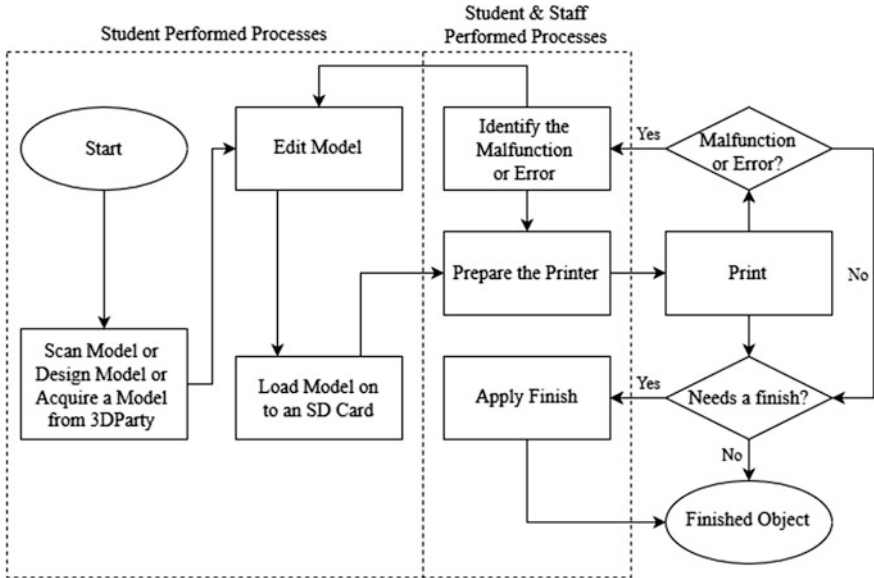 Student Performed Processes
Student & Staff
Performed Processes
Start
Edit Model
Identify the
Malfunction
or Error
Yes
Malfunction
or Error?
Prepare the Printer
Print
No
Scan Model or
Design Model or
Acquire a Model
from 3DParty
Load Model on
to an SD Card
Apply Finish
Yes
Needs a finish?
No
Finished Object